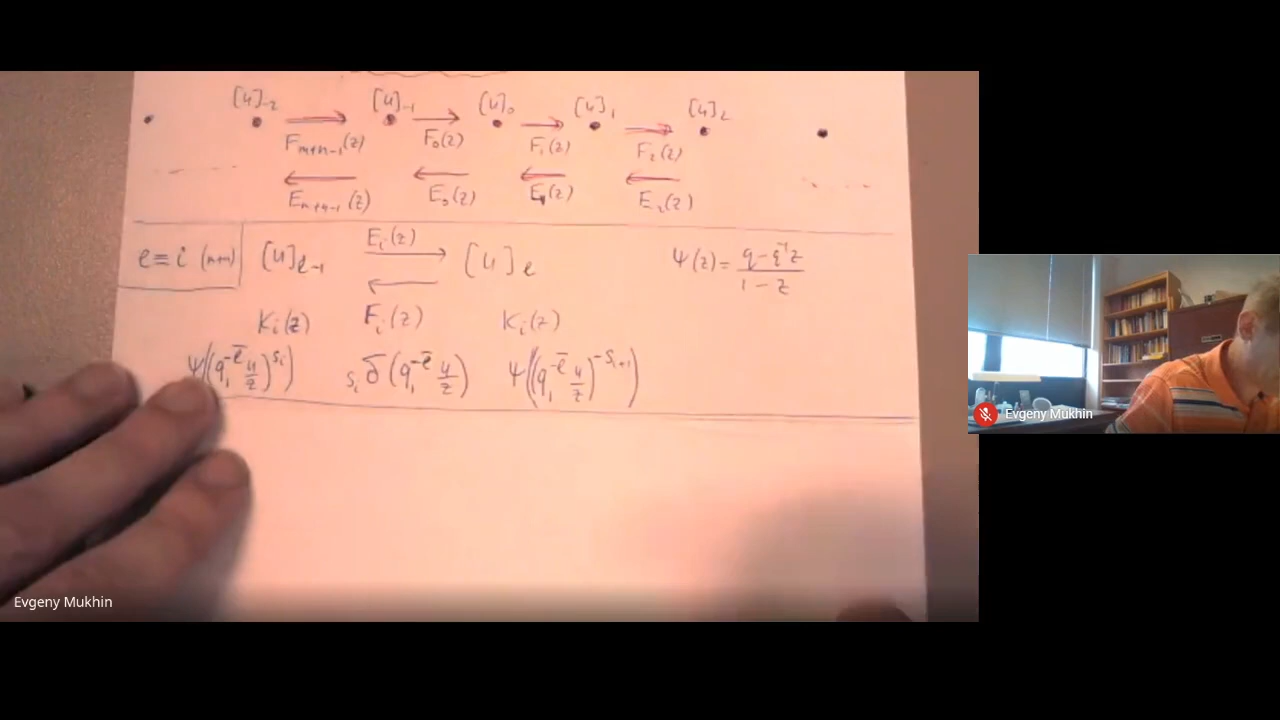 [u]₋₂ [u]₋₁ [u]₀ [u]₁ [u]₂
F_{m+n-1}(z) F₀(z) F₁(z) F₂(z)
E_{m+n-1}(z) E₀(z) E₁(z) E₂(z)
e ≡ i (m+n) [u]_{e-1} E_i(z) [u]_e ψ(z) = (q - q⁻¹z)/(1 - z)
K_i(z) F_i(z) K_i(z)
ψ((q₁^{-ē} u/z)^{s_i}) s_i δ(q₁^{-ē} u/z) ψ((q₁^{-ē} u/z)^{-s_{i+1}})
Evgeny Mukhin
Evgeny Mukhin